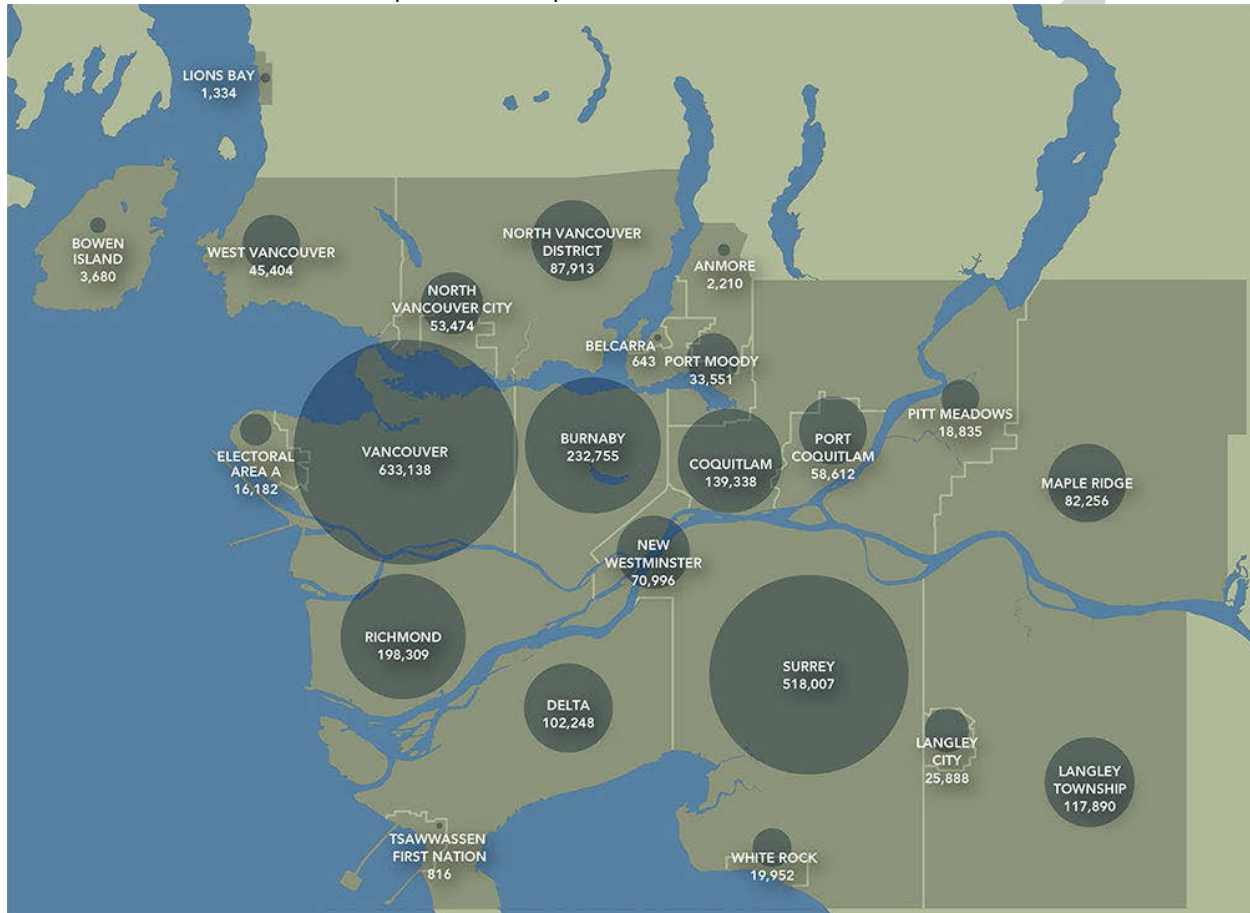 LIONS BAY
1,334
BOWEN
ISLAND
3,680
WEST VANCOUVER
45,404
NORTH VANCOUVER
DISTRICT
87,913
NORTH
VANCOUVER CITY
53,474
ANMORE
2,210
BELCARRA
643
PORT MOODY
33,551
PITT MEADOWS
18,835
ELECTORAL
AREA A
16,182
VANCOUVER
633,138
BURNABY
232,755
COQUITLAM
139,338
PORT
COQUITLAM
58,612
MAPLE RIDGE
82,256
NEW
WESTMINSTER
70,996
RICHMOND
198,309
SURREY
518,007
DELTA
102,248
LANGLEY
CITY
25,888
LANGLEY
TOWNSHIP
117,890
TSAWWASSEN
FIRST NATION
816
WHITE ROCK
19,952